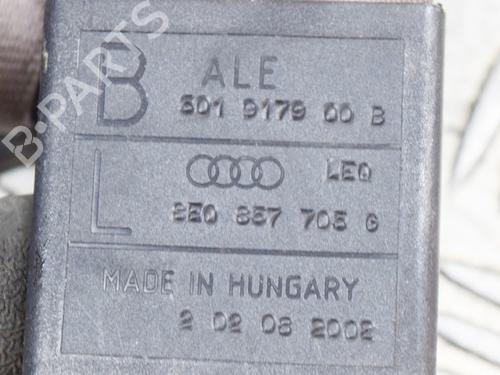 B ALE
601 9179 00 B
L LEQ
8E0 857 705 G
MADE IN HUNGARY
2 02 08 2002
B-PARTS